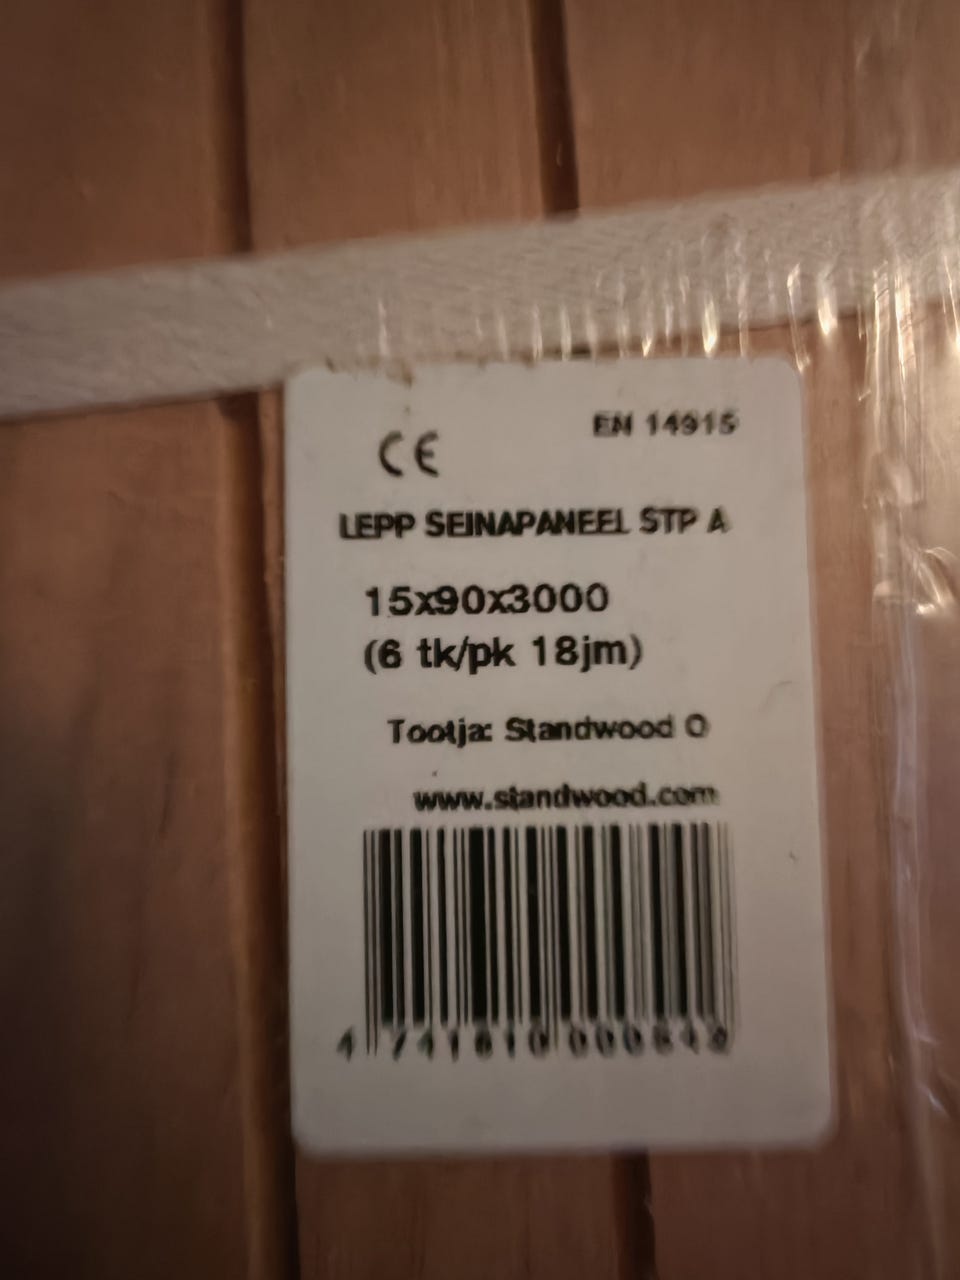 CE
EN 14915
LEPP SEINAPANEEL STP A
15x90x3000
(6 tk/pk 18jm)
Tootja: Standwood O
www.standwood.com